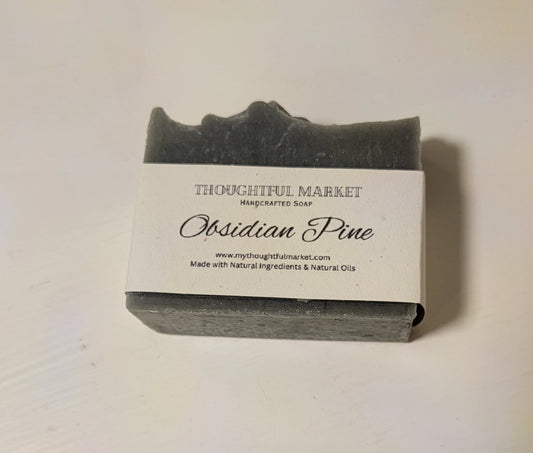 THOUGHTFUL MARKET
HANDCRAFTED SOAP
Obsidian Pine
www.mythoughtfulmarket.com
Made with Natural Ingredients & Natural Oils